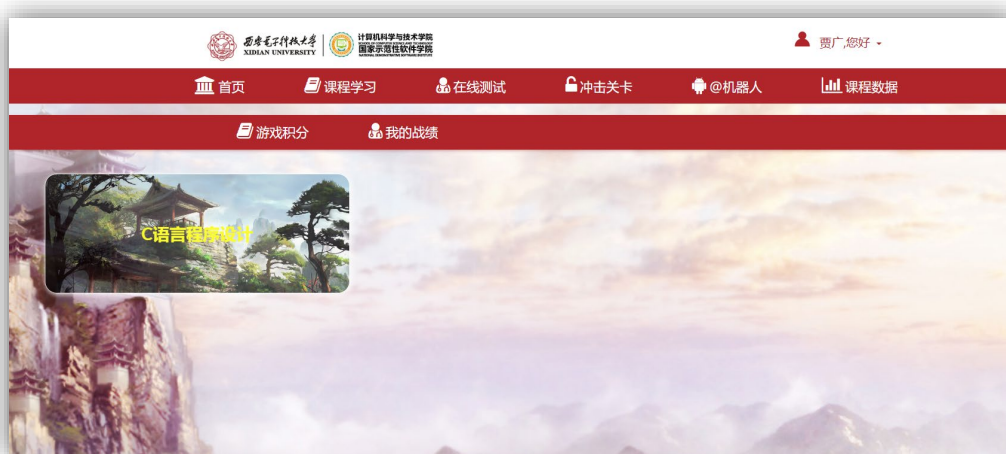 西安电子科技大学
XIDIAN UNIVERSITY
计算机科学与技术学院
国家示范性软件学院
贾广,您好
首页 课程学习 在线测试 冲击关卡 @机器人 课程数据
游戏积分 我的战绩
C语言程序设计